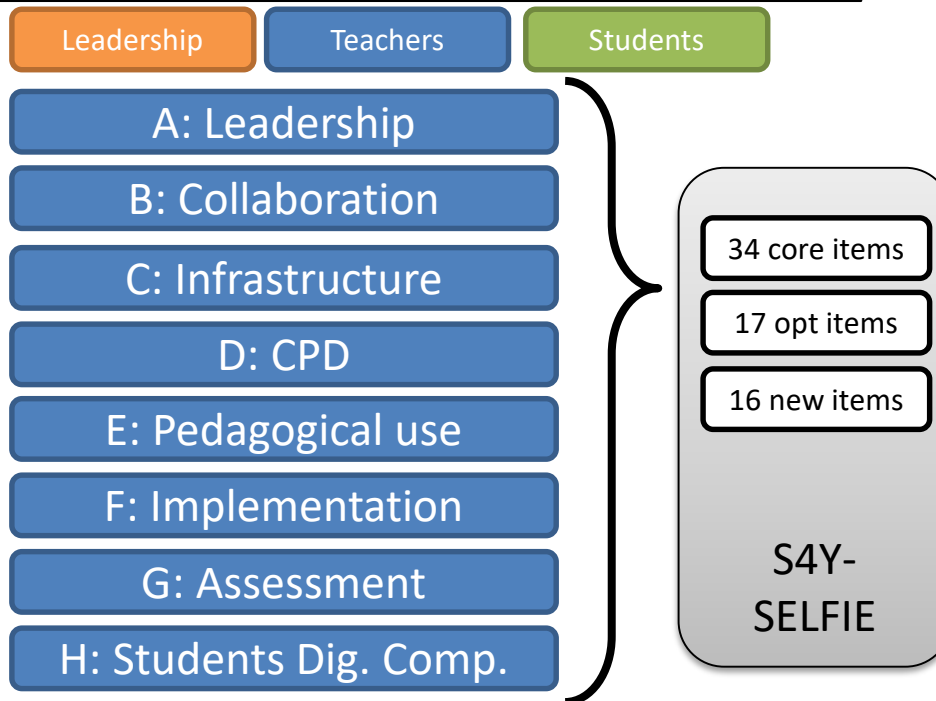 Leadership
Teachers
Students
A: Leadership
B: Collaboration
C: Infrastructure
D: CPD
E: Pedagogical use
F: Implementation
G: Assessment
H: Students Dig. Comp.
34 core items
17 opt items
16 new items
S4Y-
SELFIE